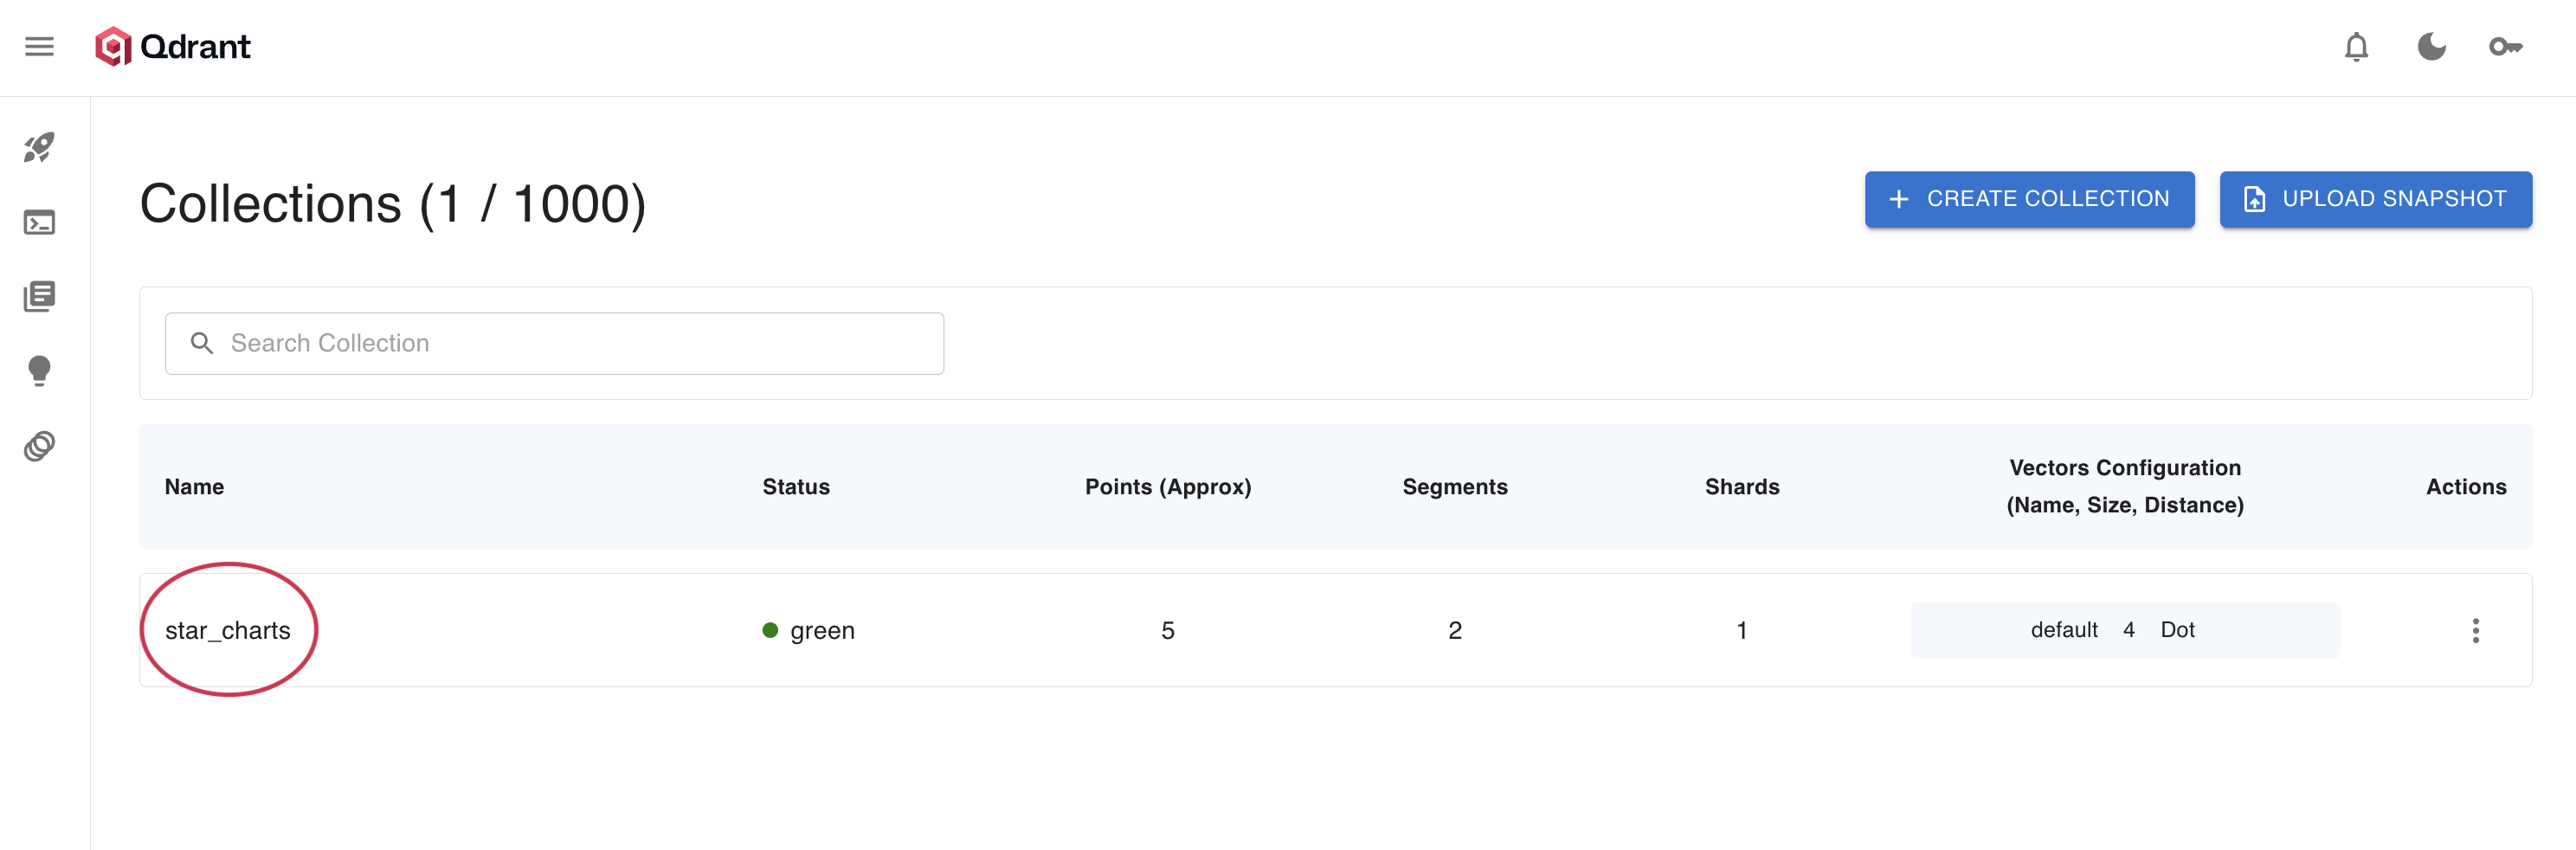 Qdrant
Collections (1 / 1000)
CREATE COLLECTION
UPLOAD SNAPSHOT
Search Collection
Name
Status
Points (Approx)
Segments
Shards
Vectors Configuration
(Name, Size, Distance)
Actions
star_charts
green
5
2
1
default 4 Dot